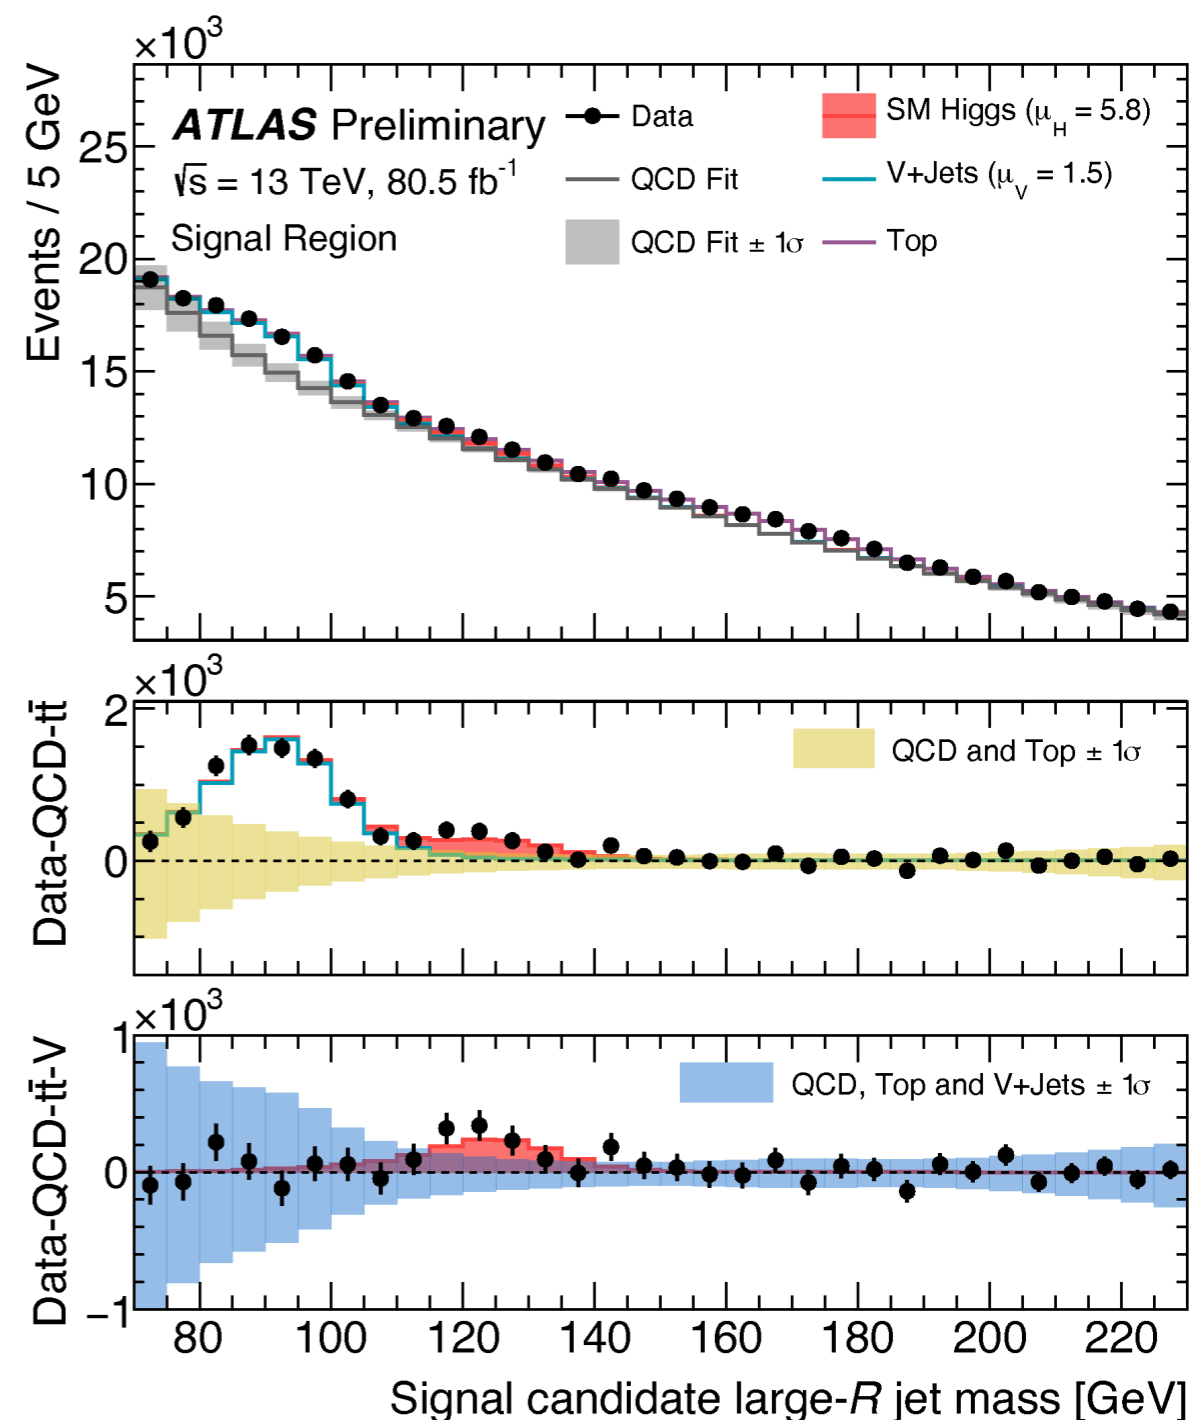 ×10³
Events / 5 GeV
25
20
15
10
5
ATLAS Preliminary
√s = 13 TeV, 80.5 fb⁻¹
Signal Region
Data
QCD Fit
QCD Fit ± 1σ
SM Higgs (μ_H = 5.8)
V+Jets (μ_V = 1.5)
Top
×10³
Data-QCD-tt̄
2
0
QCD and Top ± 1σ
×10³
Data-QCD-tt̄-V
1
0
−1
QCD, Top and V+Jets ± 1σ
80 100 120 140 160 180 200 220
Signal candidate large-R jet mass [GeV]